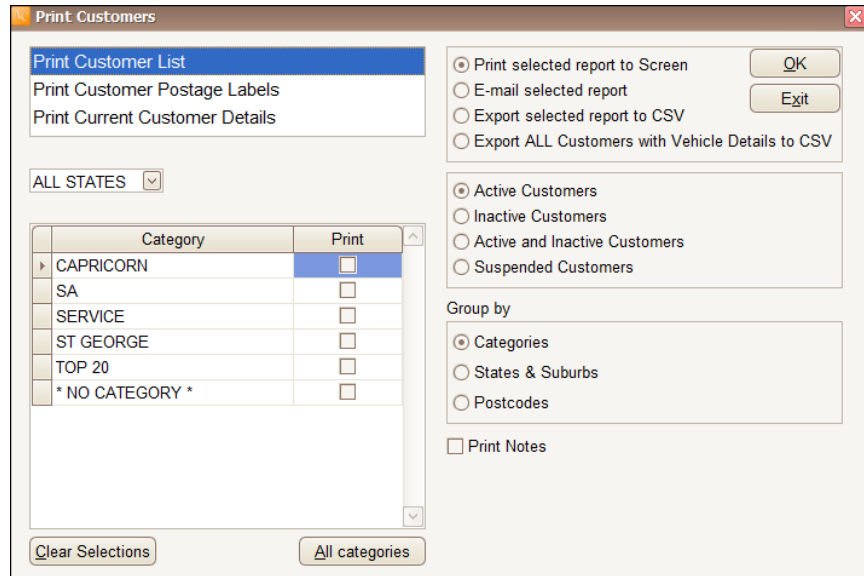 Print Customers
Print Customer List
Print Customer Postage Labels
Print Current Customer Details
ALL STATES
Category Print
CAPRICORN
SA
SERVICE
ST GEORGE
TOP 20
* NO CATEGORY *
Clear Selections All categories
Print selected report to Screen
E-mail selected report
Export selected report to CSV
Export ALL Customers with Vehicle Details to CSV
OK
Exit
Active Customers
Inactive Customers
Active and Inactive Customers
Suspended Customers
Group by
Categories
States & Suburbs
Postcodes
Print Notes